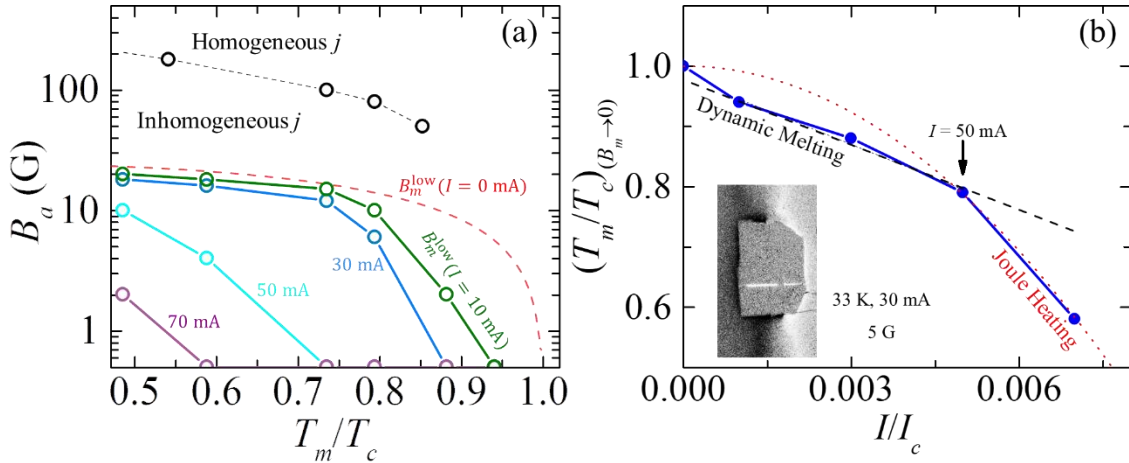 (a)
Homogeneous j
Inhomogeneous j
B_m^low (I = 0 mA)
B_m^low (I = 10 mA)
30 mA
50 mA
70 mA
B_a (G)
100
10
1
0.5 0.6 0.7 0.8 0.9 1.0
T_m/T_c
(b)
Dynamic Melting
I = 50 mA
Joule Heating
33 K, 30 mA
5 G
(T_m/T_c)_(B_m→0)
1.0
0.8
0.6
0.000 0.003 0.006
I/I_c